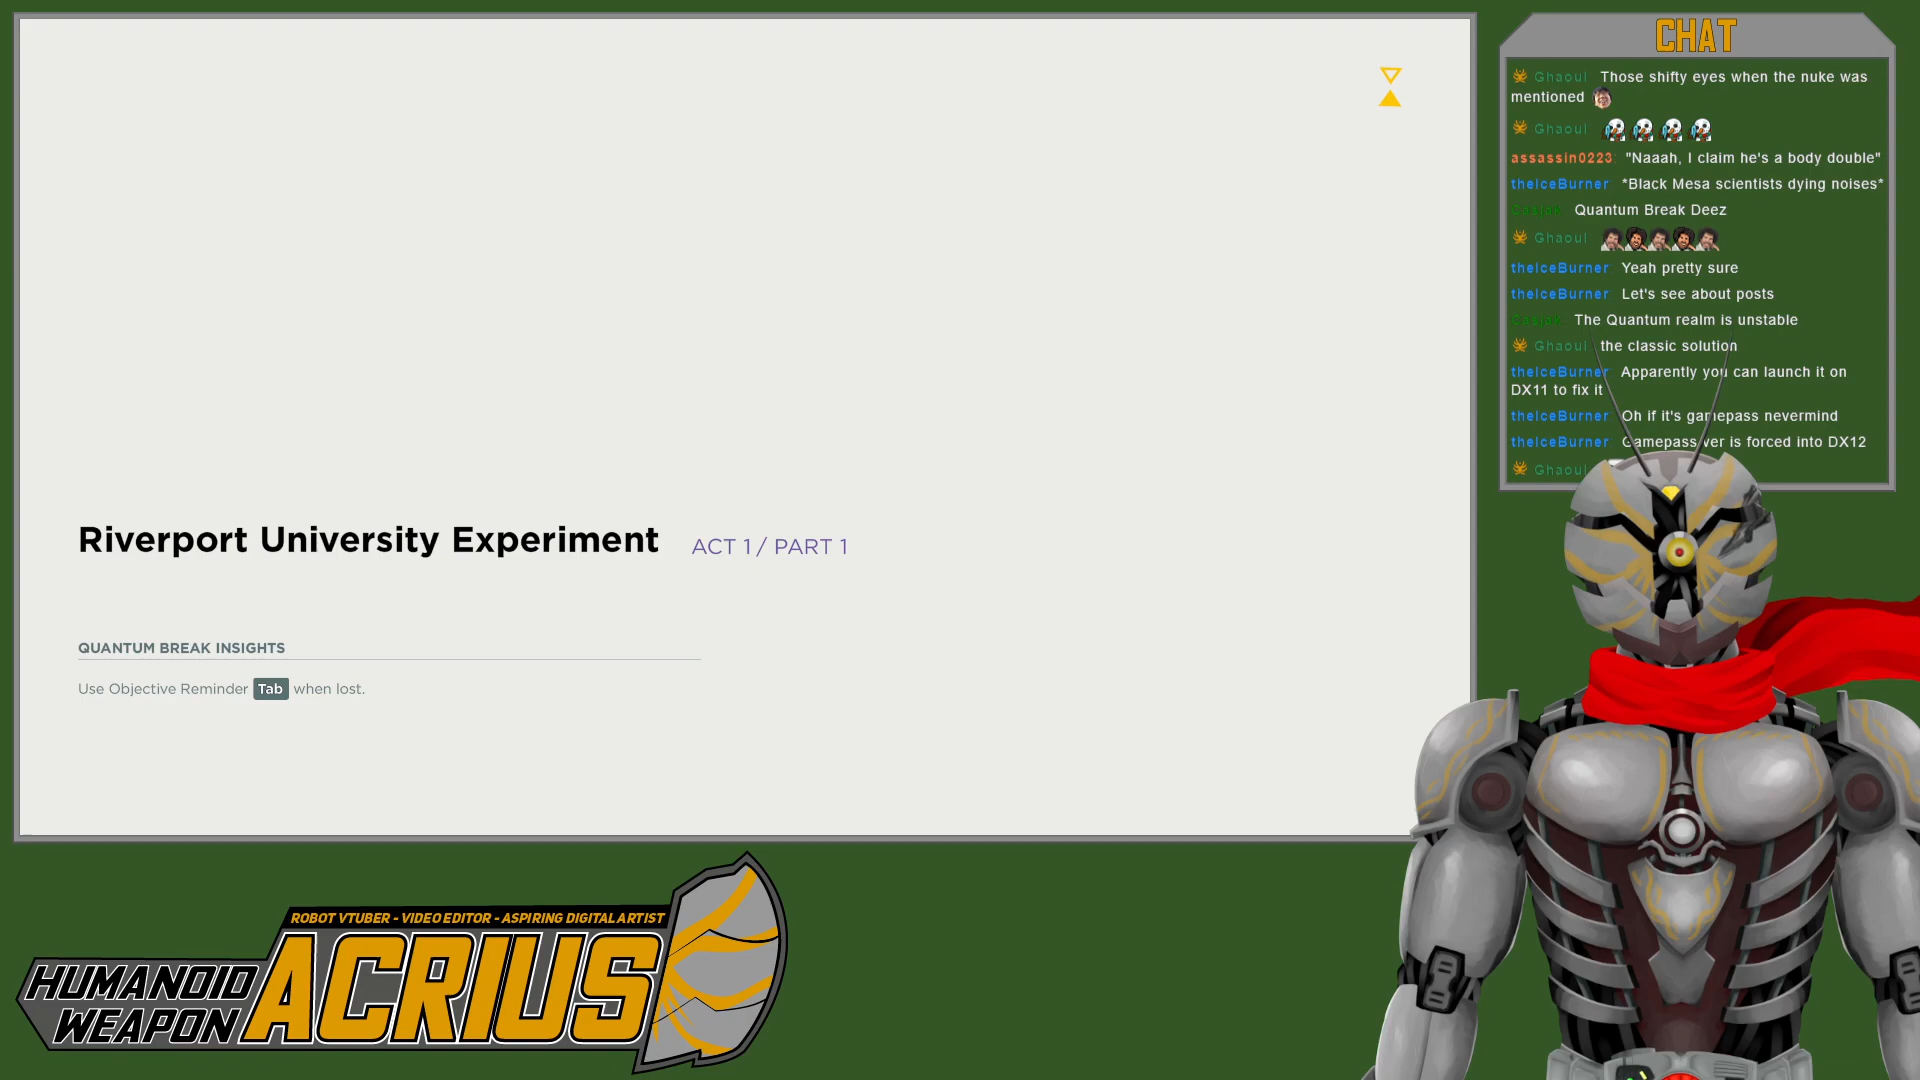 CHAT
Ghaoul Those shifty eyes when the nuke was
mentioned
Ghaoul
assassin0223: "Naaah, I claim he's a body double"
theIceBurner *Black Mesa scientists dying noises*
Quantum Break Deez
Ghaoul
theIceBurner Yeah pretty sure
theIceBurner Let's see about posts
The Quantum realm is unstable
Ghaoul the classic solution
theIceBurner Apparently you can launch it on
DX11 to fix it
theIceBurner Oh if it's gamepass nevermind
theIceBurner Gamepass ver is forced into DX12
Ghaoul
Riverport University Experiment ACT 1 / PART 1
QUANTUM BREAK INSIGHTS
Use Objective Reminder Tab when lost.
ROBOT VTUBER - VIDEO EDITOR - ASPIRING DIGITAL ARTIST
HUMANOID
WEAPON
ACRIUS